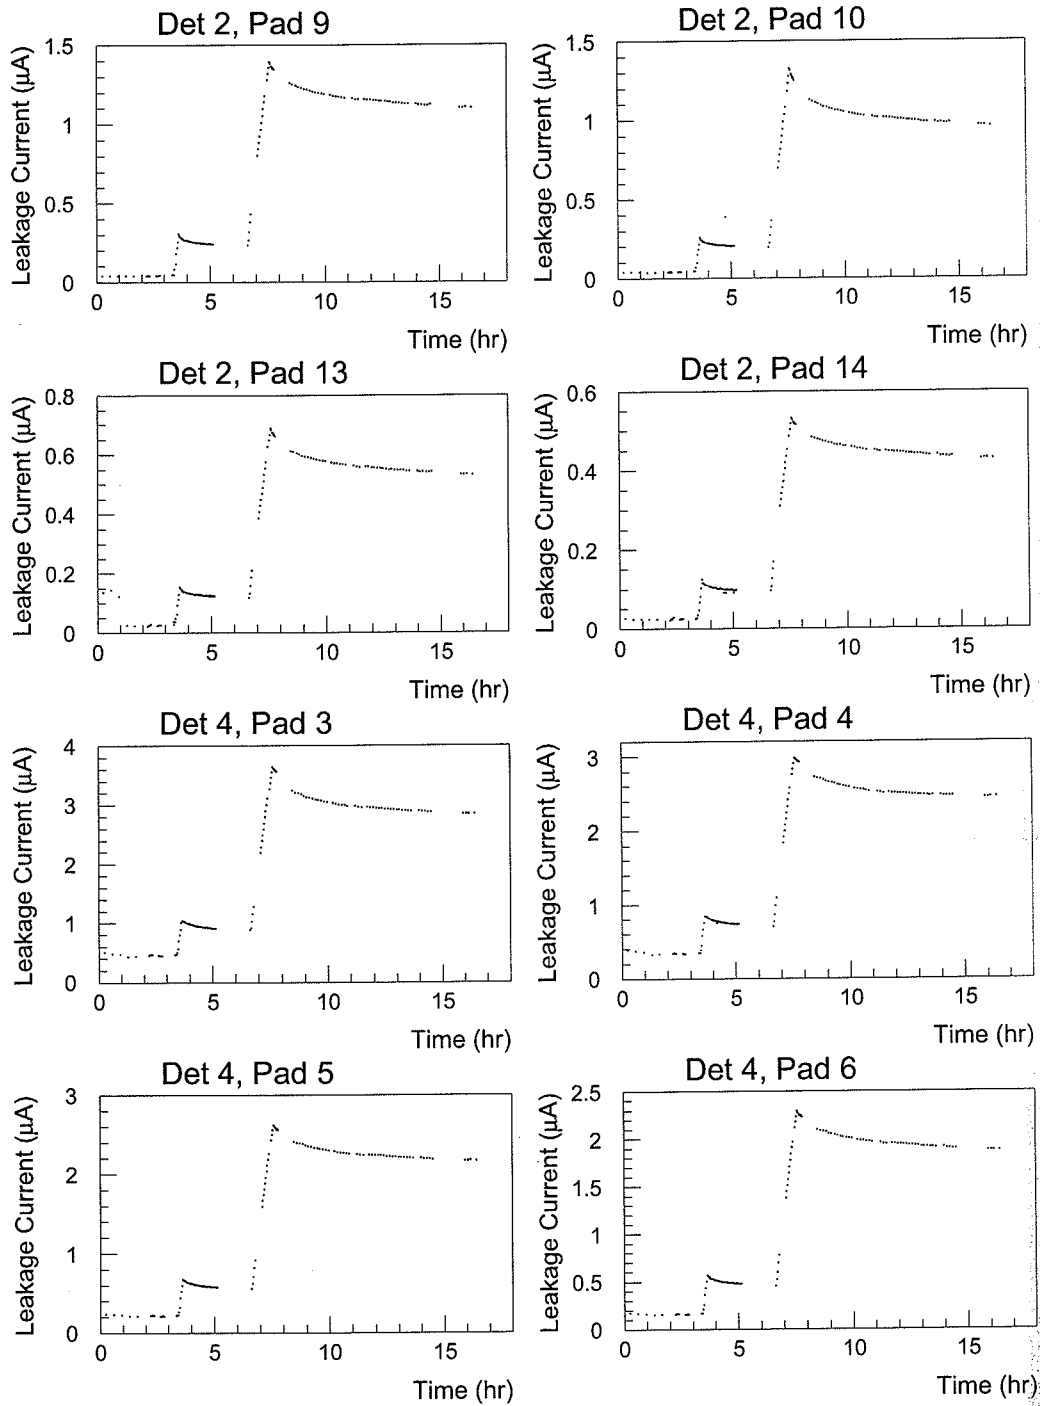 Det 2, Pad 9
Leakage Current (μA)
1.5
1
0.5
0
0 5 10 15
Time (hr)
Det 2, Pad 10
Leakage Current (μA)
1.5
1
0.5
0
0 5 10 15
Time (hr)
Det 2, Pad 13
Leakage Current (μA)
0.8
0.6
0.4
0.2
0
0 5 10 15
Time (hr)
Det 2, Pad 14
Leakage Current (μA)
0.6
0.4
0.2
0
0 5 10 15
Time (hr)
Det 4, Pad 3
Leakage Current (μA)
4
3
2
1
0
0 5 10 15
Time (hr)
Det 4, Pad 4
Leakage Current (μA)
3
2
1
0
0 5 10 15
Time (hr)
Det 4, Pad 5
Leakage Current (μA)
3
2
1
0
0 5 10 15
Time (hr)
Det 4, Pad 6
Leakage Current (μA)
2.5
2
1.5
1
0.5
0
0 5 10 15
Time (hr)